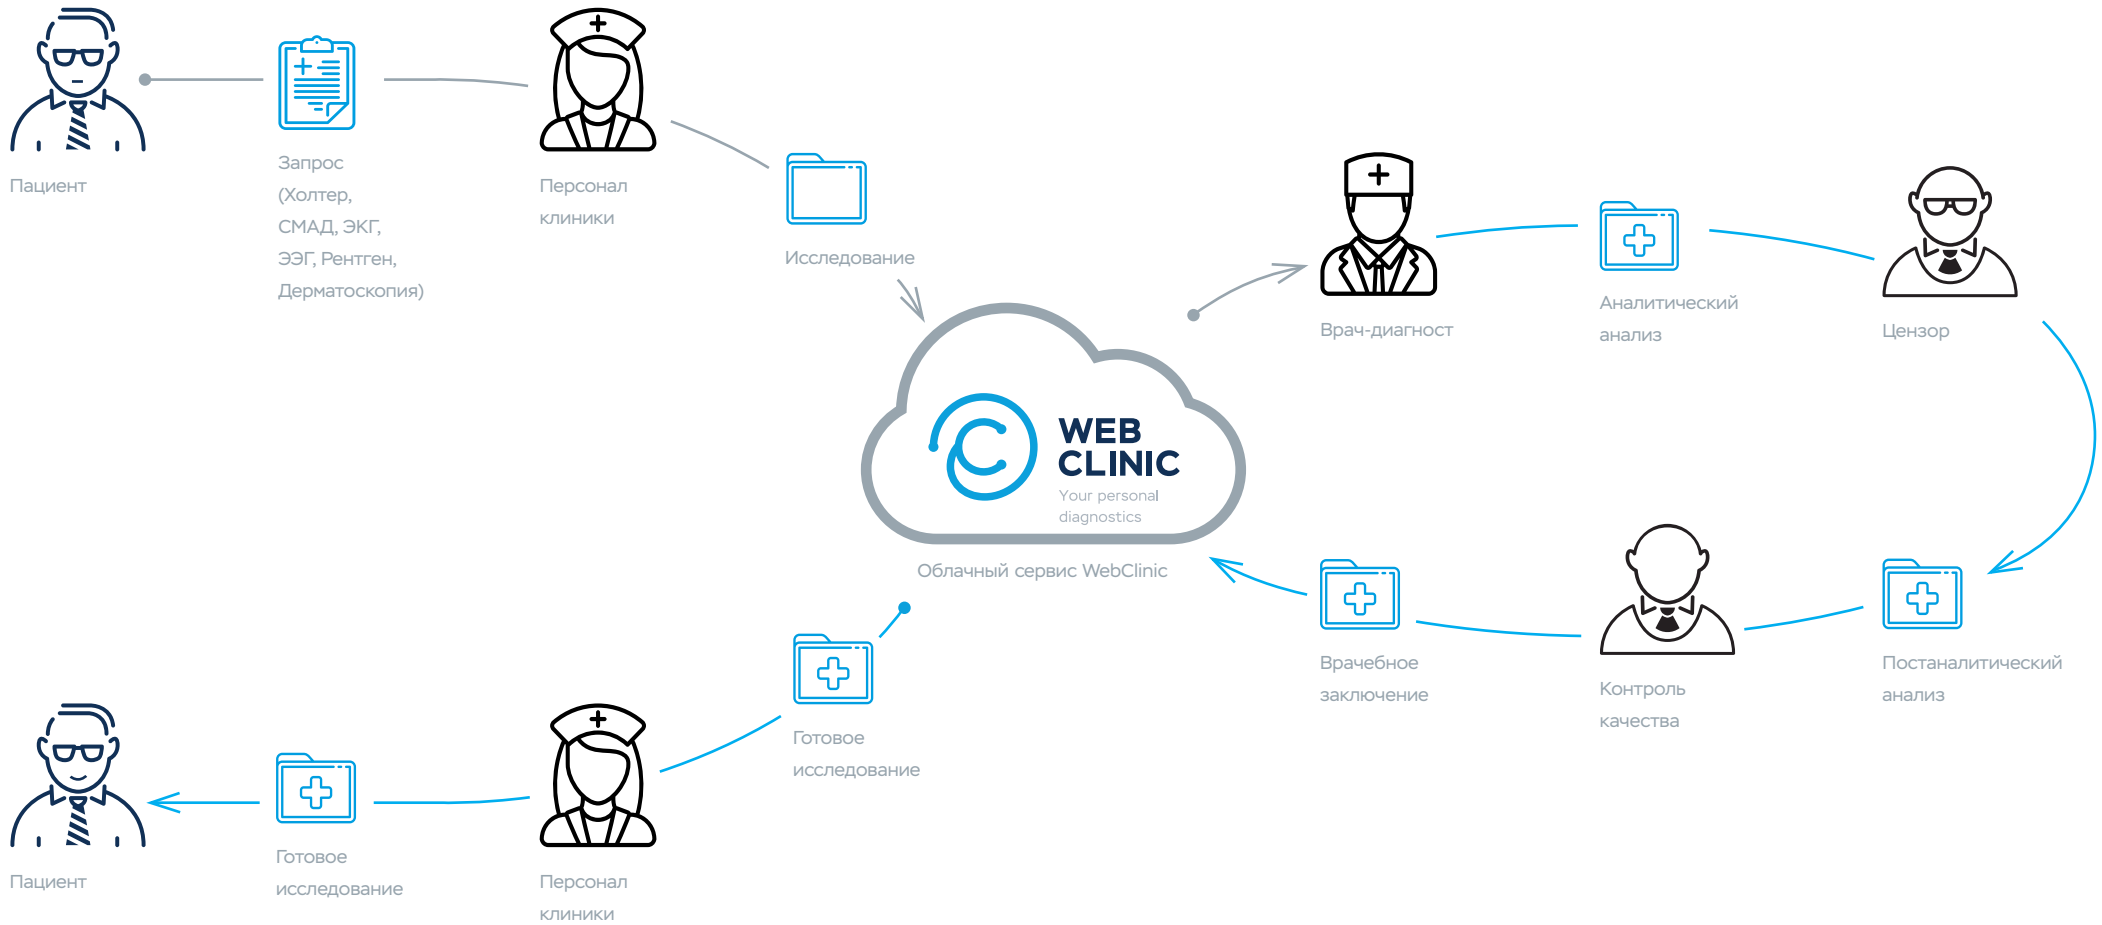 Пациент
Запрос
(Холтер,
СМАД, ЭКГ,
ЭЭГ, Рентген,
Дерматоскопия)
Персонал
клиники
Исследование
WEB
CLINIC
Your personal
diagnostics
Облачный сервис WebClinic
Врач-диагност
Аналитический
анализ
Цензор
Постаналитический
анализ
Контроль
качества
Врачебное
заключение
Готовое
исследование
Персонал
клиники
Готовое
исследование
Пациент